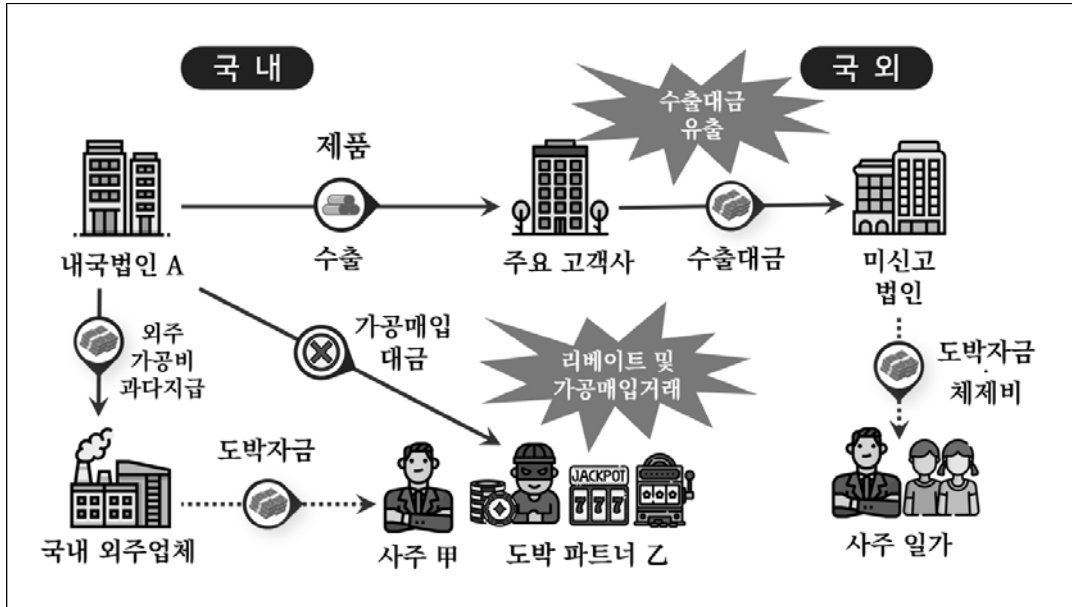 국 내
국 외
수출대금
유출
제품
수출
내국법인 A
주요 고객사
수출대금
미신고
법인
외주
가공비
과다지급
가공매입
대금
리베이트 및
가공매입거래
도박자금
·
체제비
도박자금
JACKPOT
7 7 7
국내 외주업체
사주 甲
도박 파트너 乙
사주 일가